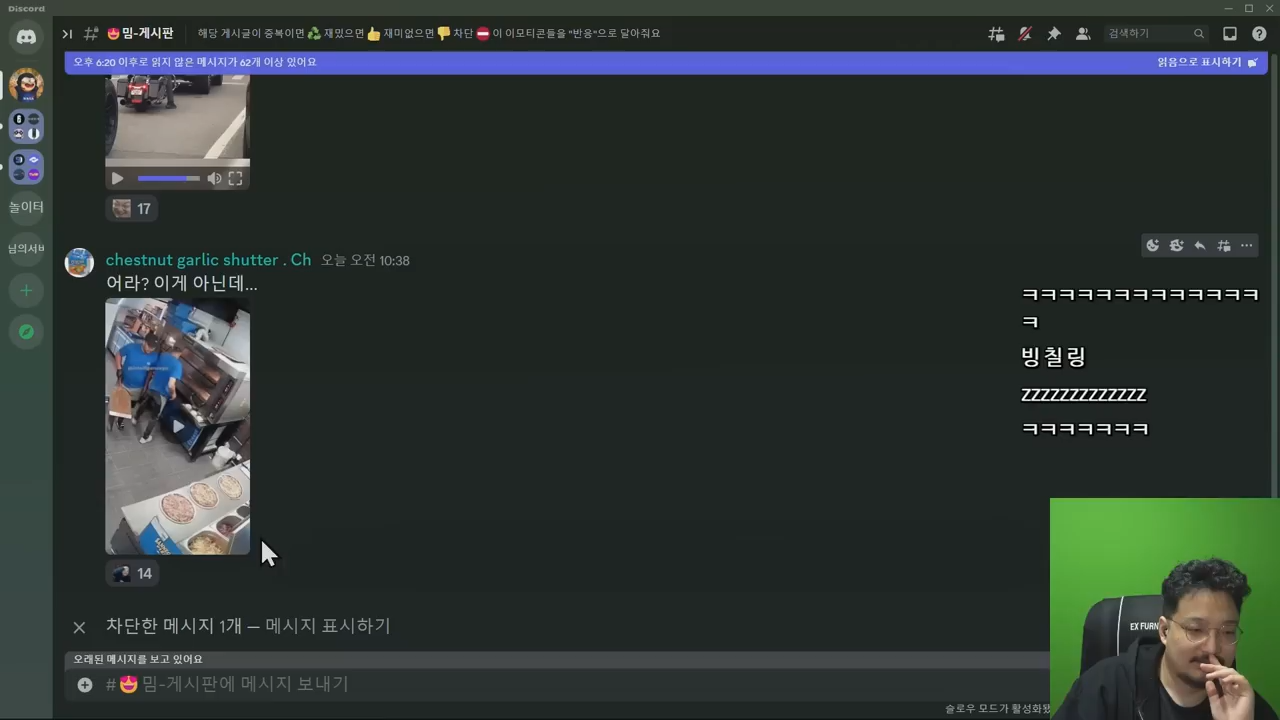 Discord
😍밈-게시판
해당 게시글이 중복이면 ♻️ 재밌으면 👍 재미없으면 👎 차단 ⛔ 이 이모티콘들을 "반응"으로 달아줘요
검색하기
오후 6:20 이후로 읽지 않은 메시지가 62개 이상 있어요
읽음으로 표시하기
17
놀이터
님의서버
chestnut garlic shutter . Ch 오늘 오전 10:38
어라? 이게 아닌데...
14
ㅋㅋㅋㅋㅋㅋㅋㅋㅋㅋㅋㅋㅋ
ㅋ
빙칠링
ZZZZZZZZZZZZZ
ㅋㅋㅋㅋㅋㅋㅋ
차단한 메시지 1개 — 메시지 표시하기
오래된 메시지를 보고 있어요
#😍밈-게시판에 메시지 보내기
슬로우 모드가 활성화됐
EX FURN